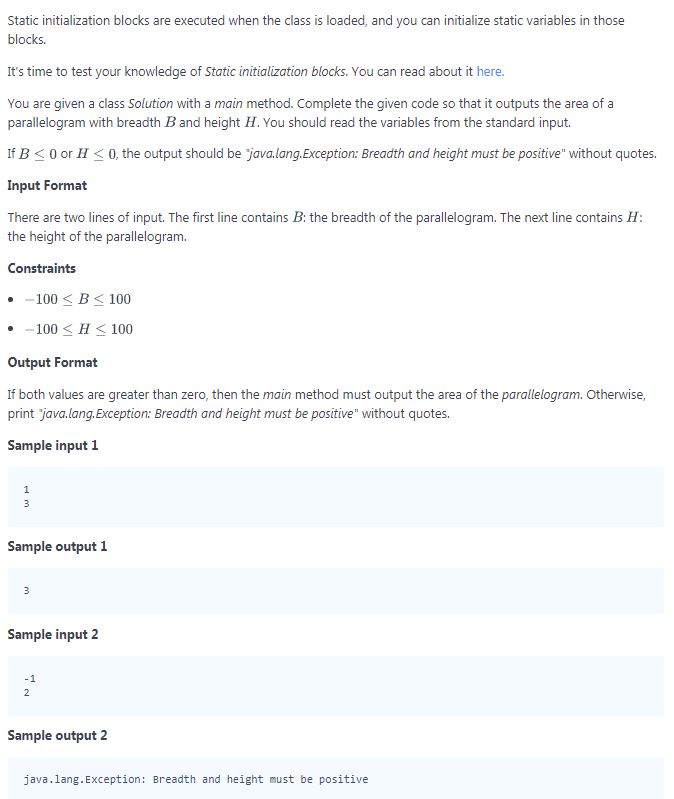 Static initialization blocks are executed when the class is loaded, and you can initialize static variables in those
blocks.
It's time to test your knowledge of Static initialization blocks. You can read about it here.
You are given a class Solution with a main method. Complete the given code so that it outputs the area of a
parallelogram with breadth B and height H. You should read the variables from the standard input.
If B ≤ 0 or H ≤ 0, the output should be "java.lang.Exception: Breadth and height must be positive" without quotes.
Input Format
There are two lines of input. The first line contains B: the breadth of the parallelogram. The next line contains H:
the height of the parallelogram.
Constraints
• −100 ≤ B ≤ 100
• −100 ≤ H ≤ 100
Output Format
If both values are greater than zero, then the main method must output the area of the parallelogram. Otherwise,
print "java.lang.Exception: Breadth and height must be positive" without quotes.
Sample input 1
1
3
Sample output 1
3
Sample input 2
-1
2
Sample output 2
java.lang.Exception: Breadth and height must be positive